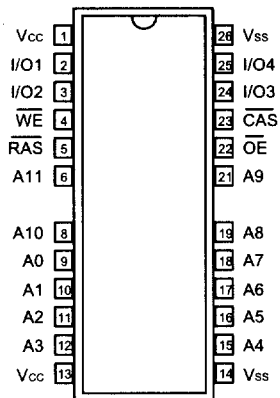 Vcc 1 26 Vss
I/O1 2 25 I/O4
I/O2 3 24 I/O3
WE 4 23 CAS
RAS 5 22 OE
A11 6 21 A9
A10 8 19 A8
A0 9 18 A7
A1 10 17 A6
A2 11 16 A5
A3 12 15 A4
Vcc 13 14 Vss